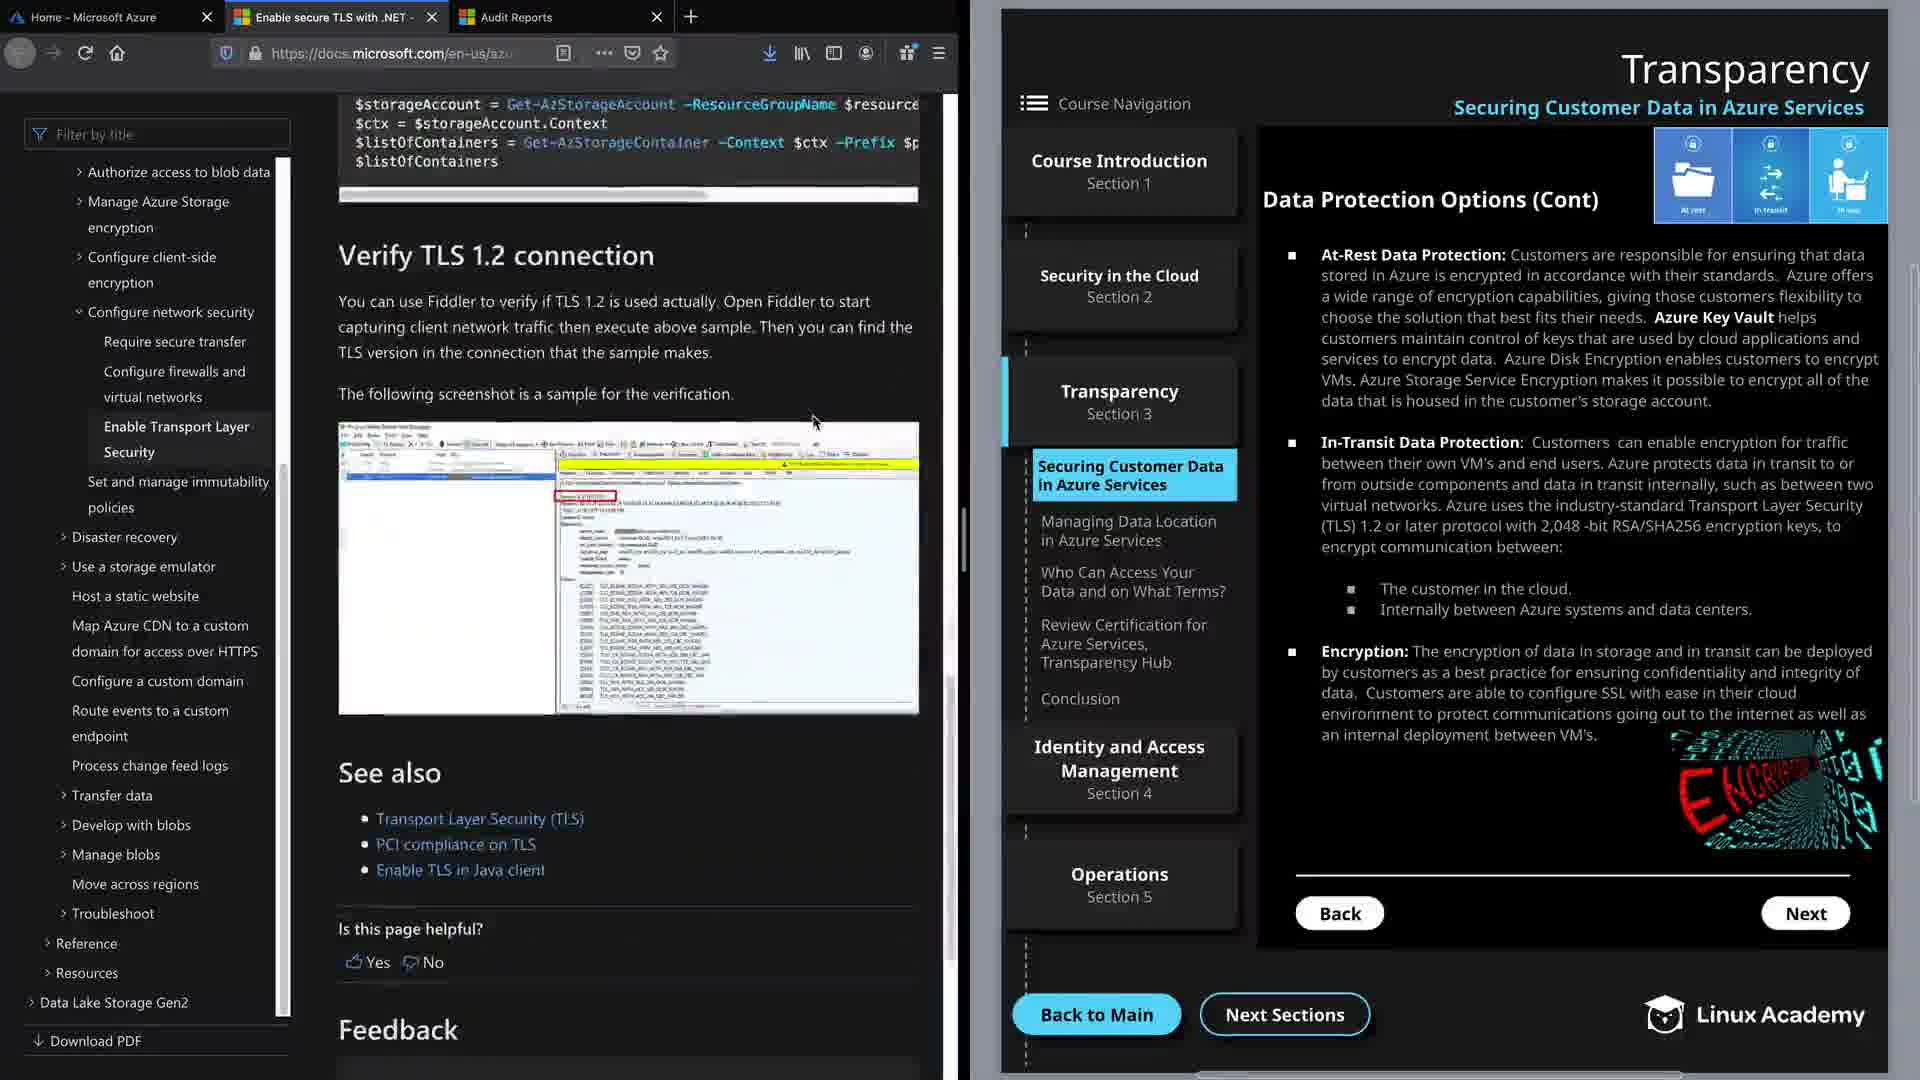 Home - Microsoft Azure
Enable secure TLS with .NET -
Audit Reports
https://docs.microsoft.com/en-us/azu
Filter by title
Authorize access to blob data
Manage Azure Storage
encryption
Configure client-side
encryption
Configure network security
Require secure transfer
Configure firewalls and
virtual networks
Enable Transport Layer
Security
Set and manage immutability
policies
Disaster recovery
Use a storage emulator
Host a static website
Map Azure CDN to a custom
domain for access over HTTPS
Configure a custom domain
Route events to a custom
endpoint
Process change feed logs
Transfer data
Develop with blobs
Manage blobs
Move across regions
Troubleshoot
Reference
Resources
Data Lake Storage Gen2
Download PDF
$storageAccount = Get-AzStorageAccount -ResourceGroupName $resource
$ctx = $storageAccount.Context
$listOfContainers = Get-AzStorageContainer -Context $ctx -Prefix $p
$listOfContainers
Verify TLS 1.2 connection
You can use Fiddler to verify if TLS 1.2 is used actually. Open Fiddler to start
capturing client network traffic then execute above sample. Then you can find the
TLS version in the connection that the sample makes.
The following screenshot is a sample for the verification.
See also
Transport Layer Security (TLS)
PCI compliance on TLS
Enable TLS in Java client
Is this page helpful?
Yes No
Feedback
Transparency
Securing Customer Data in Azure Services
Course Navigation
Course Introduction
Section 1
Security in the Cloud
Section 2
Transparency
Section 3
Securing Customer Data
in Azure Services
Managing Data Location
in Azure Services
Who Can Access Your
Data and on What Terms?
Review Certification for
Azure Services,
Transparency Hub
Conclusion
Identity and Access
Management
Section 4
Operations
Section 5
At rest
In transit
In use
Data Protection Options (Cont)
At-Rest Data Protection: Customers are responsible for ensuring that data
stored in Azure is encrypted in accordance with their standards. Azure offers
a wide range of encryption capabilities, giving those customers flexibility to
choose the solution that best fits their needs. Azure Key Vault helps
customers maintain control of keys that are used by cloud applications and
services to encrypt data. Azure Disk Encryption enables customers to encrypt
VMs. Azure Storage Service Encryption makes it possible to encrypt all of the
data that is housed in the customer's storage account.
In-Transit Data Protection: Customers can enable encryption for traffic
between their own VM's and end users. Azure protects data in transit to or
from outside components and data in transit internally, such as between two
virtual networks. Azure uses the industry-standard Transport Layer Security
(TLS) 1.2 or later protocol with 2,048 -bit RSA/SHA256 encryption keys, to
encrypt communication between:
The customer in the cloud.
Internally between Azure systems and data centers.
Encryption: The encryption of data in storage and in transit can be deployed
by customers as a best practice for ensuring confidentiality and integrity of
data. Customers are able to configure SSL with ease in their cloud
environment to protect communications going out to the internet as well as
an internal deployment between VM's.
ENCRYPTION
Back
Next
Back to Main
Next Sections
Linux Academy